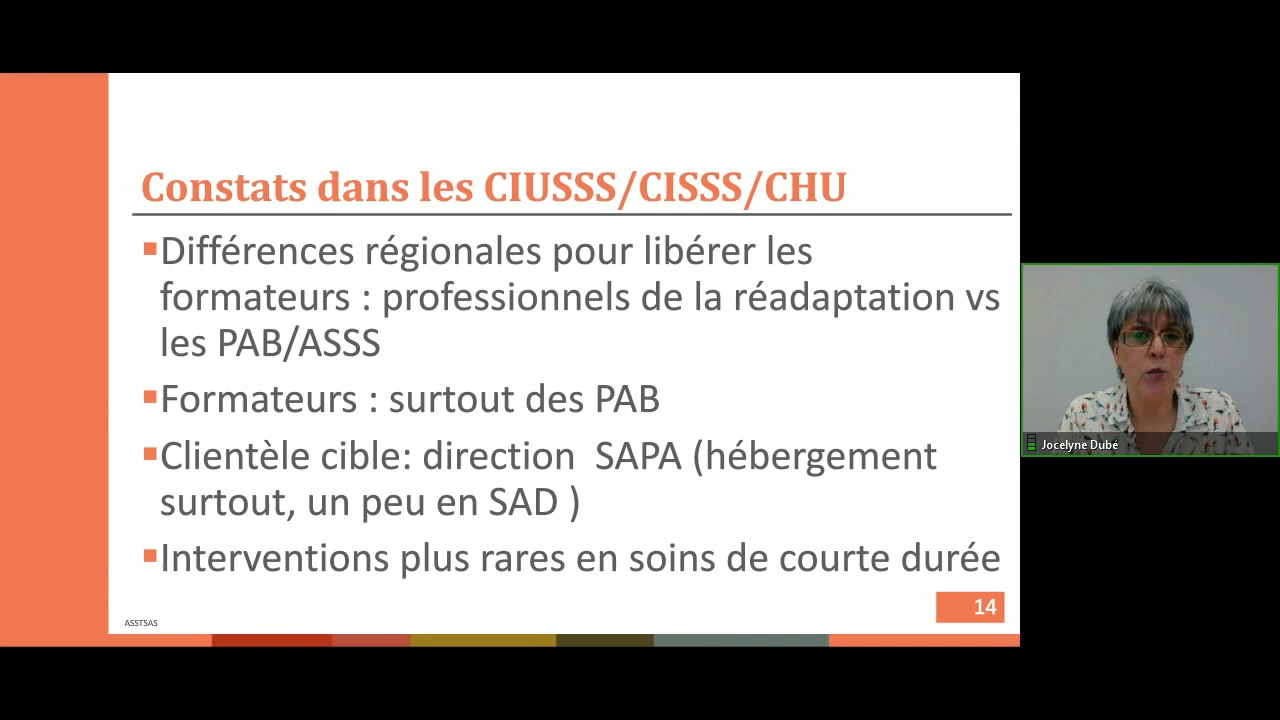 Constats dans les CIUSSS/CISSS/CHU
▪Différences régionales pour libérer les
formateurs : professionnels de la réadaptation vs
les PAB/ASSS
▪Formateurs : surtout des PAB
▪Clientèle cible: direction  SAPA (hébergement
surtout, un peu en SAD )
▪Interventions plus rares en soins de courte durée
14
ASSTSAS
Jocelyne Dubé